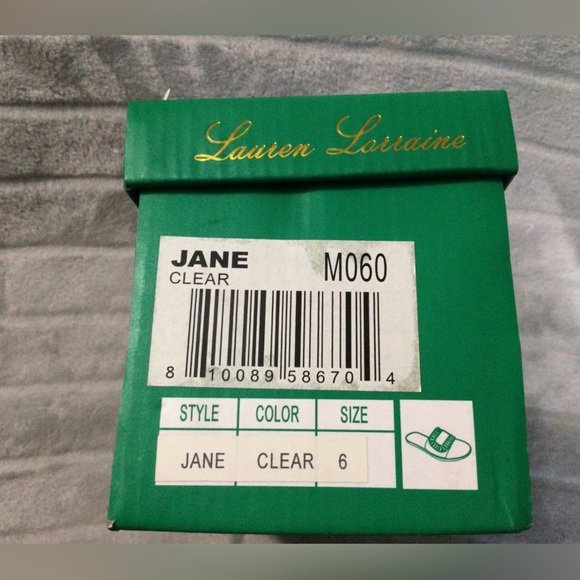 Lauren Lorraine
JANE M060
CLEAR
8 10089 58670 4
STYLE COLOR SIZE
JANE CLEAR 6